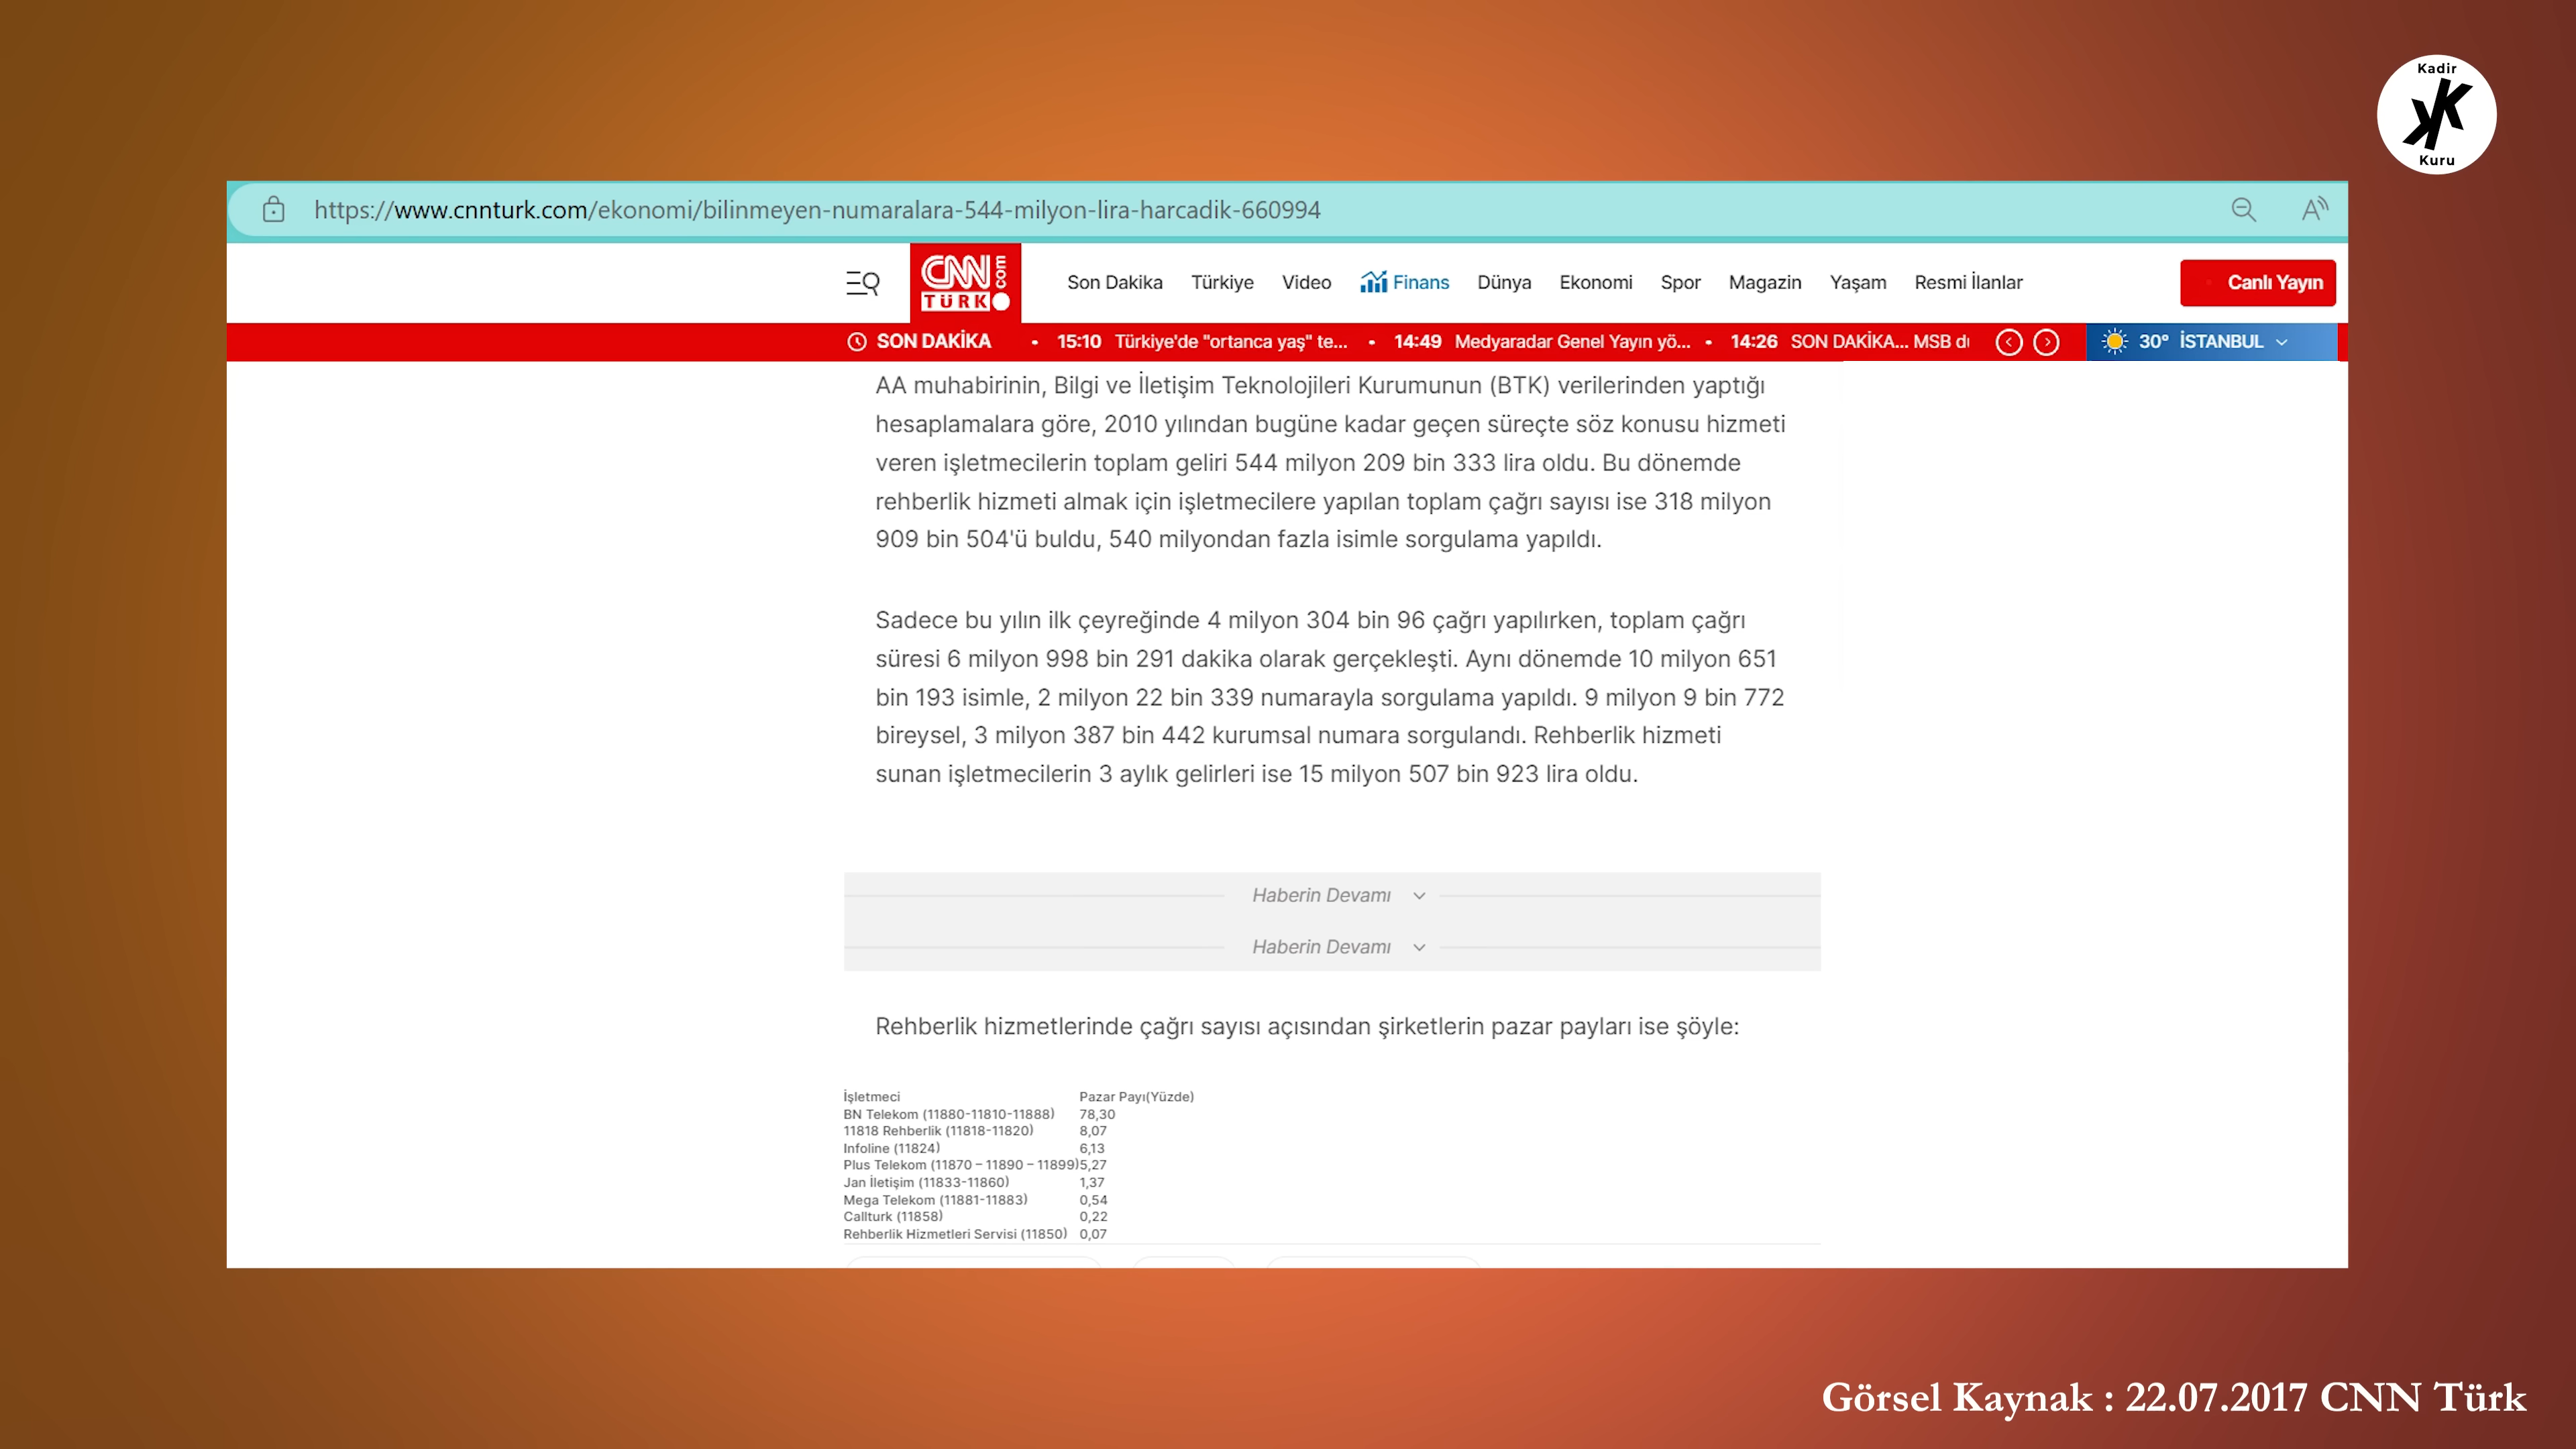 Kadir
KK
Kuru
https://www.cnnturk.com/ekonomi/bilinmeyen-numaralara-544-milyon-lira-harcadik-660994
CNN TÜRK .com
Son Dakika Türkiye Video Finans Dünya Ekonomi Spor Magazin Yaşam Resmi İlanlar Canlı Yayın
SON DAKİKA • 15:10 Türkiye'de "ortanca yaş" te... • 14:49 Medyaradar Genel Yayın yö... • 14:26 SON DAKİKA... MSB 30° İSTANBUL
AA muhabirinin, Bilgi ve İletişim Teknolojileri Kurumunun (BTK) verilerinden yaptığı
hesaplamalara göre, 2010 yılından bugüne kadar geçen süreçte söz konusu hizmeti
veren işletmecilerin toplam geliri 544 milyon 209 bin 333 lira oldu. Bu dönemde
rehberlik hizmeti almak için işletmecilere yapılan toplam çağrı sayısı ise 318 milyon
909 bin 504'ü buldu, 540 milyondan fazla isimle sorgulama yapıldı.
Sadece bu yılın ilk çeyreğinde 4 milyon 304 bin 96 çağrı yapılırken, toplam çağrı
süresi 6 milyon 998 bin 291 dakika olarak gerçekleşti. Aynı dönemde 10 milyon 651
bin 193 isimle, 2 milyon 22 bin 339 numarayla sorgulama yapıldı. 9 milyon 9 bin 772
bireysel, 3 milyon 387 bin 442 kurumsal numara sorgulandı. Rehberlik hizmeti
sunan işletmecilerin 3 aylık gelirleri ise 15 milyon 507 bin 923 lira oldu.
Haberin Devamı
Haberin Devamı
Rehberlik hizmetlerinde çağrı sayısı açısından şirketlerin pazar payları ise şöyle:
İşletmeci Pazar Payı(Yüzde)
BN Telekom (11880-11810-11888) 78,30
11818 Rehberlik (11818-11820) 8,07
Infoline (11824) 6,13
Plus Telekom (11870 – 11890 – 11899) 5,27
Jan İletişim (11833-11860) 1,37
Mega Telekom (11881-11883) 0,54
Callturk (11858) 0,22
Rehberlik Hizmetleri Servisi (11850) 0,07
Görsel Kaynak : 22.07.2017 CNN Türk